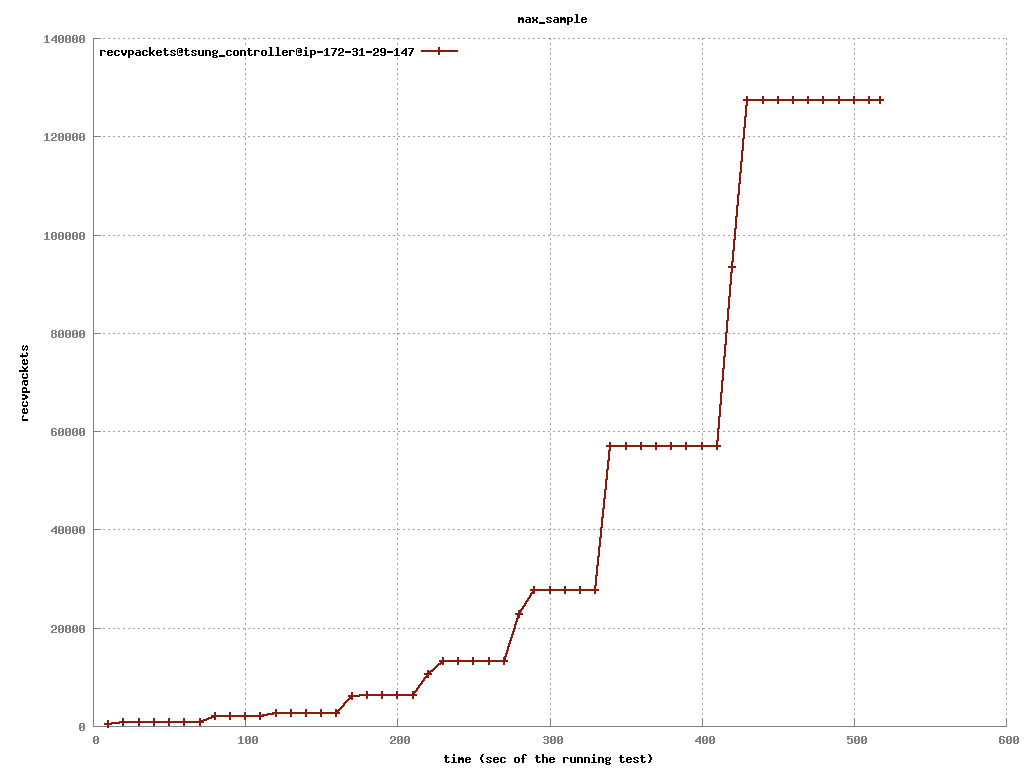 max_sample
140000
recvpackets@tsung_controller@ip-172-31-29-147
120000
100000
80000
recvpackets
60000
40000
20000
0
0 100 200 300 400 500 600
time (sec of the running test)